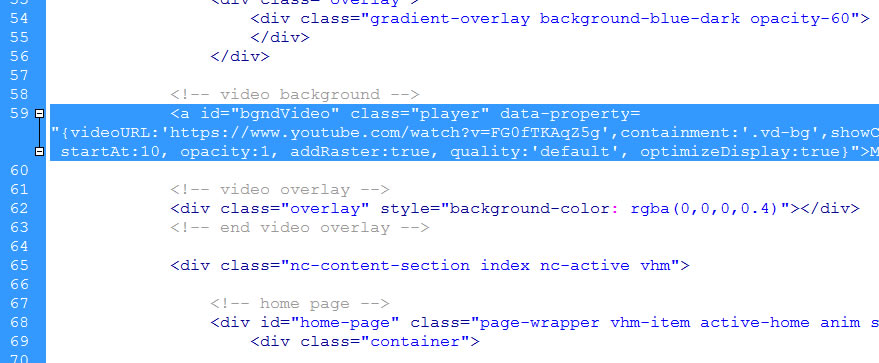 53 <div class="overlay">
54 <div class="gradient-overlay background-blue-dark opacity-60">
55 </div>
56 </div>
57
58 <!-- video background -->
59 <a id="bgndVideo" class="player" data-property=
"{videoURL:'https://www.youtube.com/watch?v=FG0fTKAqZ5g',containment:'.vd-bg',showC
startAt:10, opacity:1, addRaster:true, quality:'default', optimizeDisplay:true}">M
60
61 <!-- video overlay -->
62 <div class="overlay" style="background-color: rgba(0,0,0,0.4)"></div>
63 <!-- end video overlay -->
64
65 <div class="nc-content-section index nc-active vhm">
66
67 <!-- home page -->
68 <div id="home-page" class="page-wrapper vhm-item active-home anim s
69 <div class="container">
70